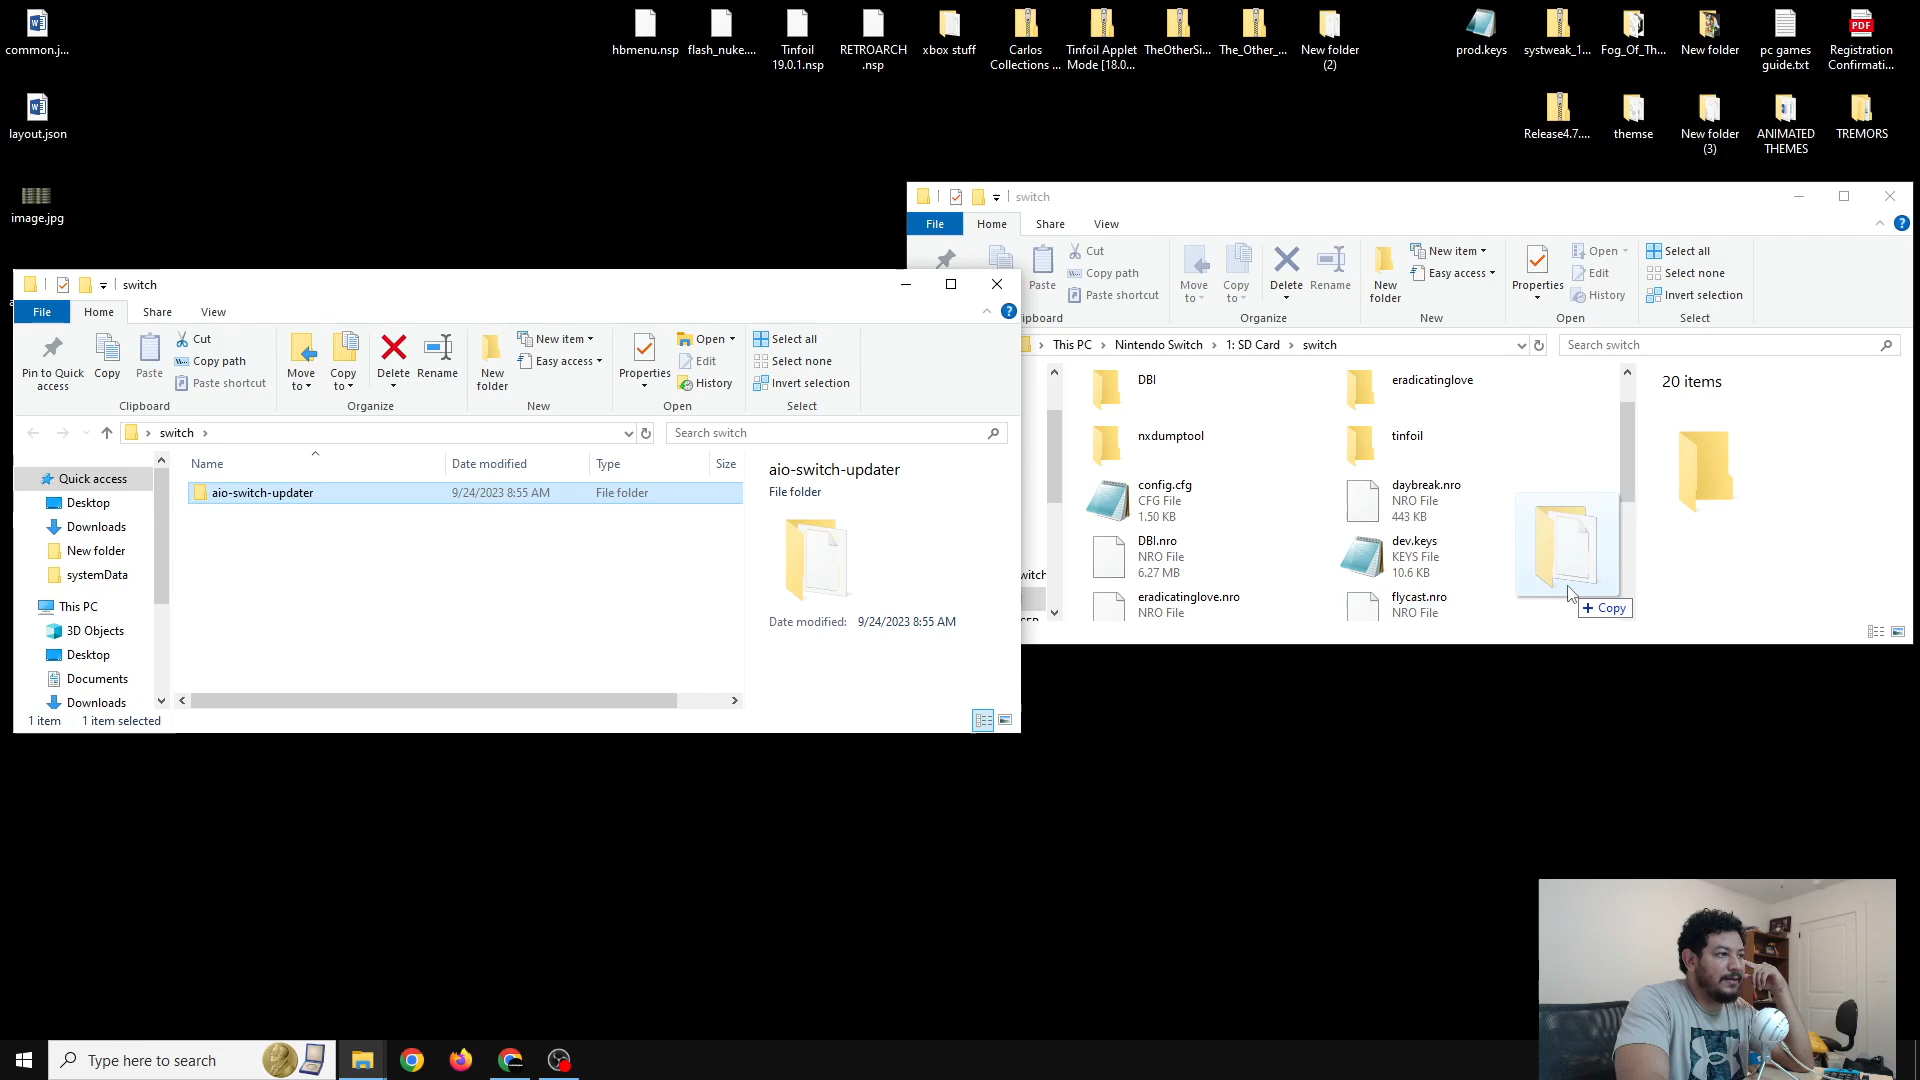 common.j...
hbmenu.nsp
flash_nuke....
Tinfoil
19.0.1.nsp
RETROARCH
.nsp
xbox stuff
Carlos
Collections ...
Tinfoil Applet
Mode [18.0...
TheOtherSi...
The_Other_...
New folder
(2)
prod.keys
systweak_1...
Fog_Of_Th...
New folder
pc games
guide.txt
PDF
Registration
Confirmati...
layout.json
Release4.7....
themse
New folder
(3)
ANIMATED
THEMES
TREMORS
image.jpg
switch
File
Home
Share
View
Paste
Cut
Copy path
Paste shortcut
Move
to
Copy
to
Delete
Rename
New
folder
New item
Easy access
Properties
Open
Edit
History
Select all
Select none
Invert selection
ipboard
Organize
New
Open
Select
This PC
Nintendo Switch
1: SD Card
switch
Search switch
DBI
eradicatinglove
nxdumptool
tinfoil
config.cfg
CFG File
1.50 KB
daybreak.nro
NRO File
443 KB
DBI.nro
NRO File
6.27 MB
dev.keys
KEYS File
10.6 KB
eradicatinglove.nro
NRO File
flycast.nro
NRO File
20 items
Copy
witch
switch
File
Home
Share
View
Pin to Quick
access
Copy
Paste
Cut
Copy path
Paste shortcut
Move
to
Copy
to
Delete
Rename
New
folder
New item
Easy access
Properties
Open
Edit
History
Select all
Select none
Invert selection
Clipboard
Organize
New
Open
Select
switch
Search switch
Quick access
Desktop
Downloads
New folder
systemData
This PC
3D Objects
Desktop
Documents
Downloads
Name
Date modified
Type
Size
aio-switch-updater
9/24/2023 8:55 AM
File folder
aio-switch-updater
File folder
Date modified: 9/24/2023 8:55 AM
1 item
1 item selected
Type here to search